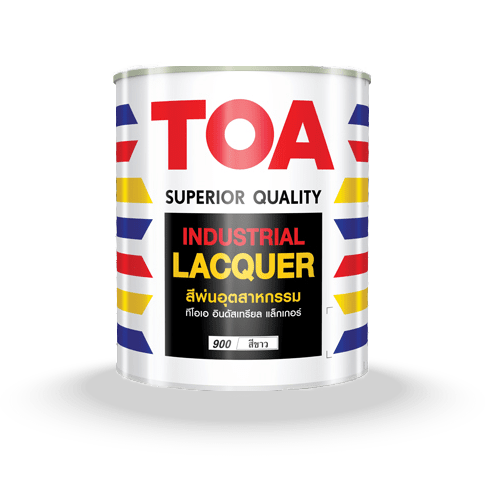 TOA
SUPERIOR QUALITY
INDUSTRIAL
LACQUER
สีพ่นอุตสาหกรรม
ทีโอเอ อินดัสเทรียล แล็กเกอร์
900 / สีขาว